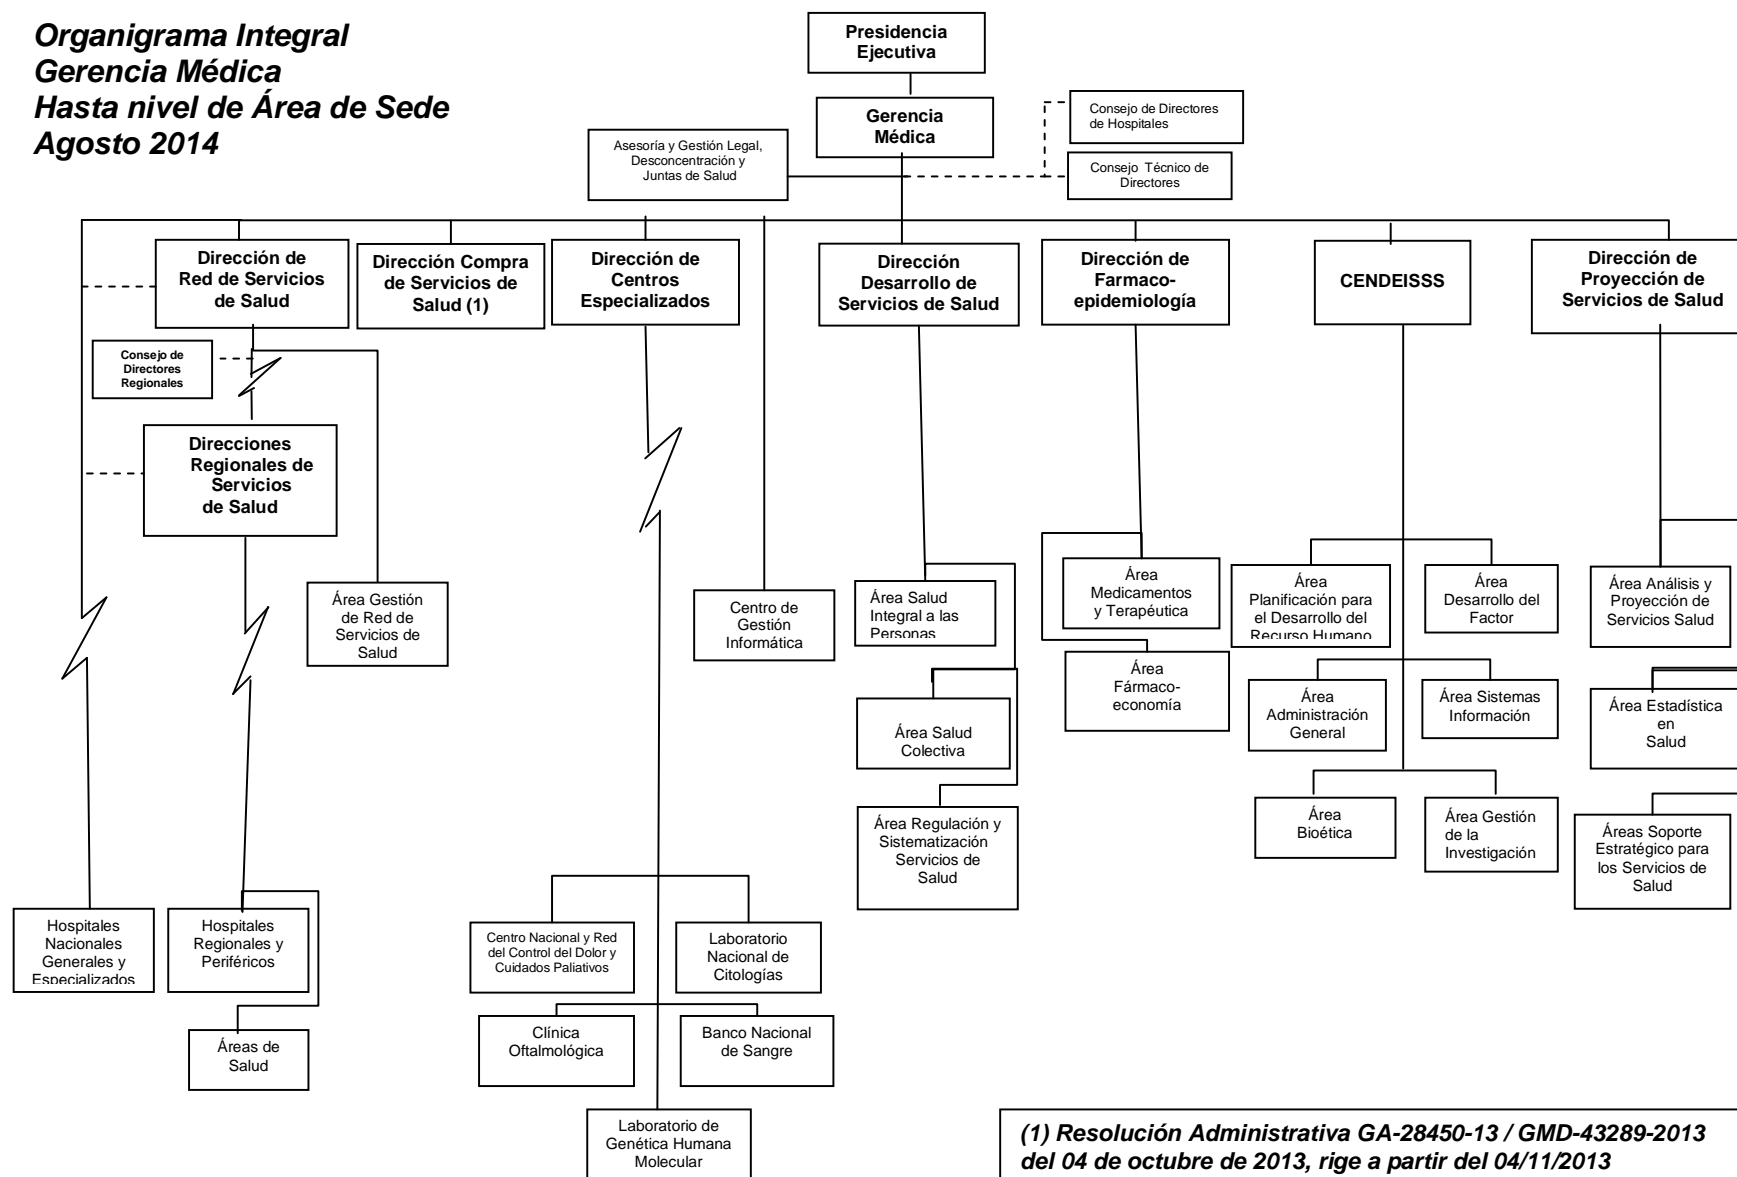 Organigrama Integral
Gerencia Médica
Hasta nivel de Área de Sede
Agosto 2014
Presidencia
Ejecutiva
Gerencia
Médica
Asesoría y Gestión Legal,
Desconcentración y
Juntas de Salud
Consejo de Directores
de Hospitales
Consejo Técnico de
Directores
Dirección de
Red de Servicios
de Salud
Dirección Compra
de Servicios de
Salud (1)
Dirección de
Centros
Especializados
Dirección
Desarrollo de
Servicios de Salud
Dirección de
Farmaco-
epidemiología
CENDEISSS
Dirección de
Proyección de
Servicios de Salud
Consejo de
Directores
Regionales
Direcciones
Regionales de
Servicios
de Salud
Área Gestión
de Red de
Servicios de
Salud
Centro de
Gestión
Informática
Área Salud
Integral a las
Personas
Área
Medicamentos
y Terapéutica
Área
Planificación para
el Desarrollo del
Recurso Humano
Área
Desarrollo del
Factor
Área Análisis y
Proyección de
Servicios Salud
Área Salud
Colectiva
Área
Fármaco-
economía
Área
Administración
General
Área Sistemas
Información
Área Estadística
en
Salud
Área Regulación y
Sistematización
Servicios de
Salud
Área
Bioética
Área Gestión
de la
Investigación
Áreas Soporte
Estratégico para
los Servicios de
Salud
Hospitales
Nacionales
Generales y
Especializados
Hospitales
Regionales y
Periféricos
Centro Nacional y Red
del Control del Dolor y
Cuidados Paliativos
Laboratorio
Nacional de
Citologías
Áreas de
Salud
Clínica
Oftalmológica
Banco Nacional
de Sangre
Laboratorio de
Genética Humana
Molecular
(1) Resolución Administrativa GA-28450-13 / GMD-43289-2013
del 04 de octubre de 2013, rige a partir del 04/11/2013